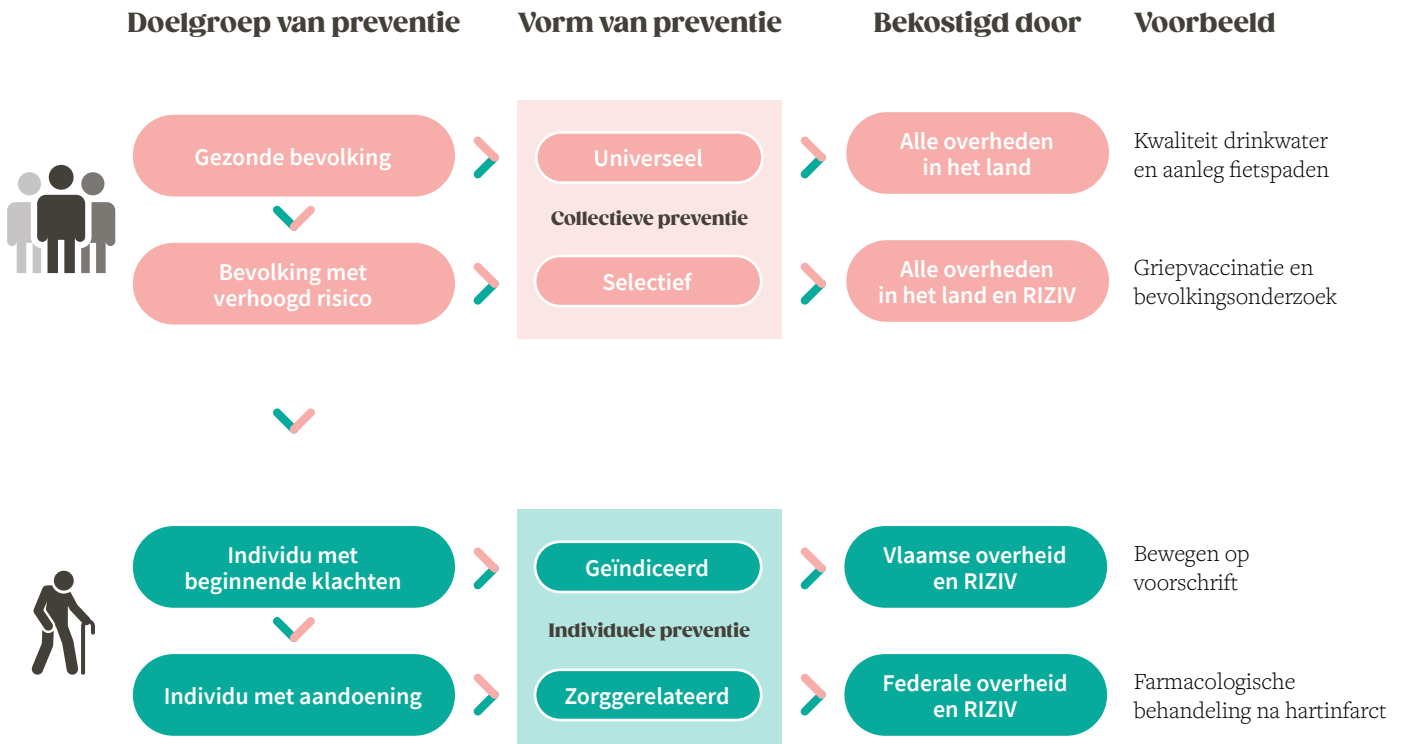 Doelgroep van preventie
Vorm van preventie
Bekostigd door
Voorbeeld
Gezonde bevolking
Universeel
Alle overheden
in het land
Kwaliteit drinkwater
en aanleg fietspaden
Collectieve preventie
Bevolking met
verhoogd risico
Selectief
Alle overheden
in het land en RIZIV
Griepvaccinatie en
bevolkingsonderzoek
Individu met
beginnende klachten
Geïndiceerd
Vlaamse overheid
en RIZIV
Bewegen op
voorschrift
Individuele preventie
Individu met aandoening
Zorggerelateerd
Federale overheid
en RIZIV
Farmacologische
behandeling na hartinfarct